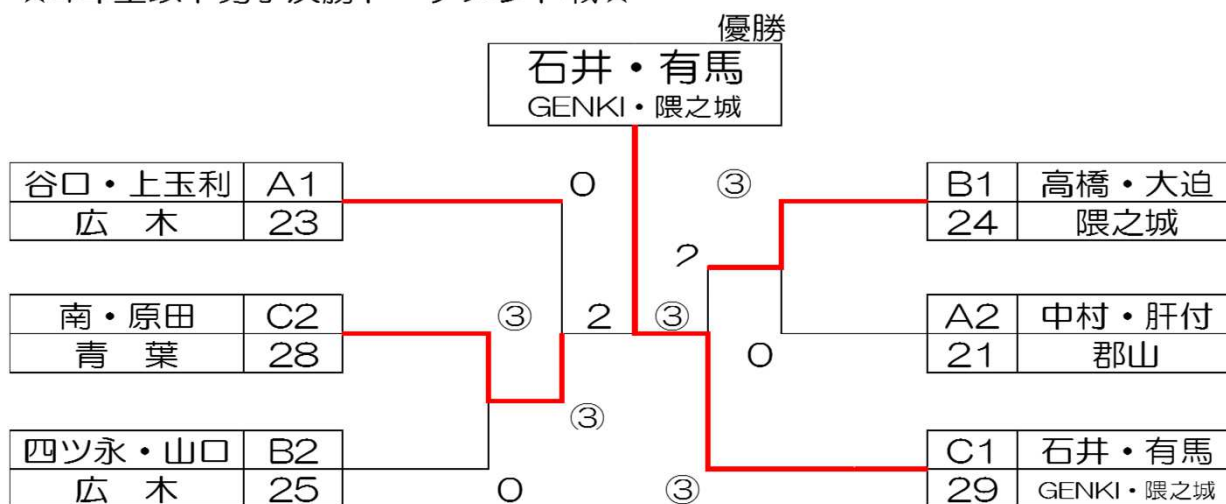 優勝
石井・有馬
GENKI・隈之城
谷口・上玉利 A1
広 木 23
0 ③
B1 高橋・大迫
24 隈之城
2
南・原田 C2
青 葉 28
③ 2 ③
0
A2 中村・肝付
21 郡山
③
四ツ永・山口 B2
広 木 25
0 ③
C1 石井・有馬
29 GENKI・隈之城